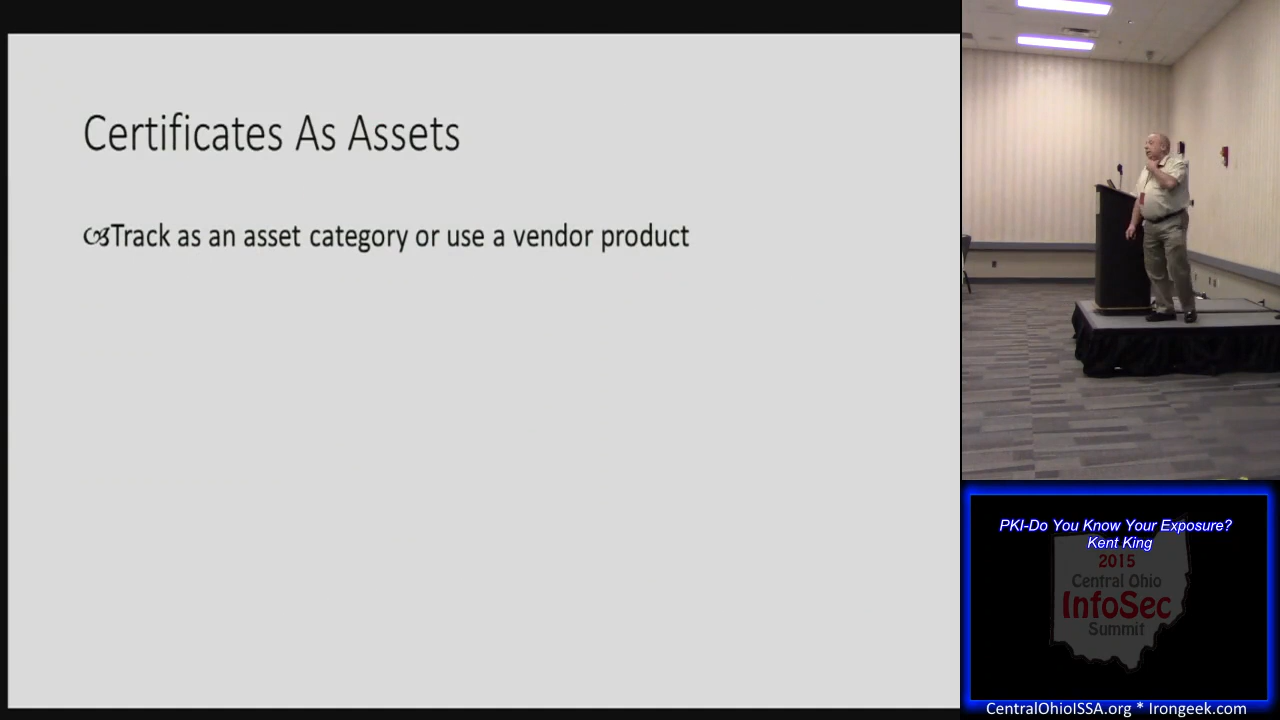 Certificates As Assets
Track as an asset category or use a vendor product
PKI-Do You Know Your Exposure?
Kent King
2015
Central Ohio
InfoSec
Summit
CentralOhioISSA.org * Irongeek.com